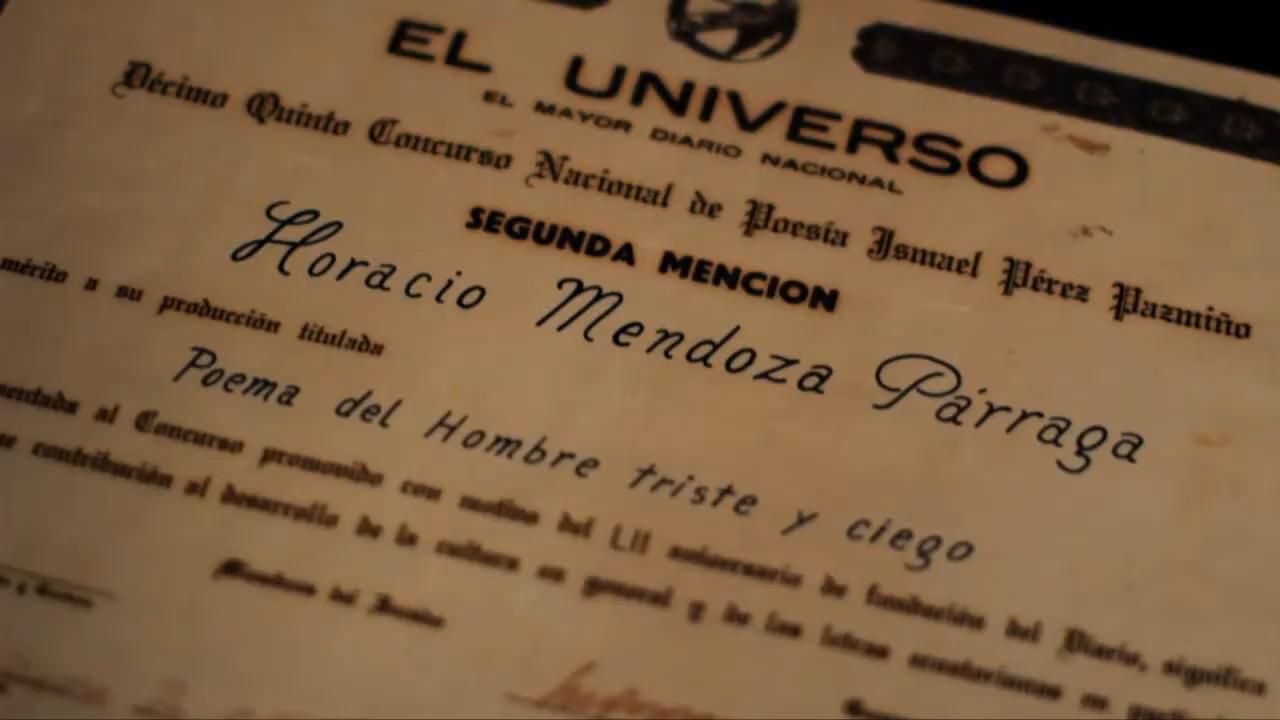 EL UNIVERSO
EL MAYOR DIARIO NACIONAL
Décimo Quinto Concurso Nacional de Poesía Ismael Pérez Pazmiño
SEGUNDA MENCION
Horacio Mendoza Párraga
mérito a su producción titulada
Poema del Hombre triste y ciego
al Concurso promovido con motivo del LII aniversario de fundación del Diario, significa
contribución al desarrollo de la cultura en general y de las letras ecuatorianas en
Miembro del Jurado